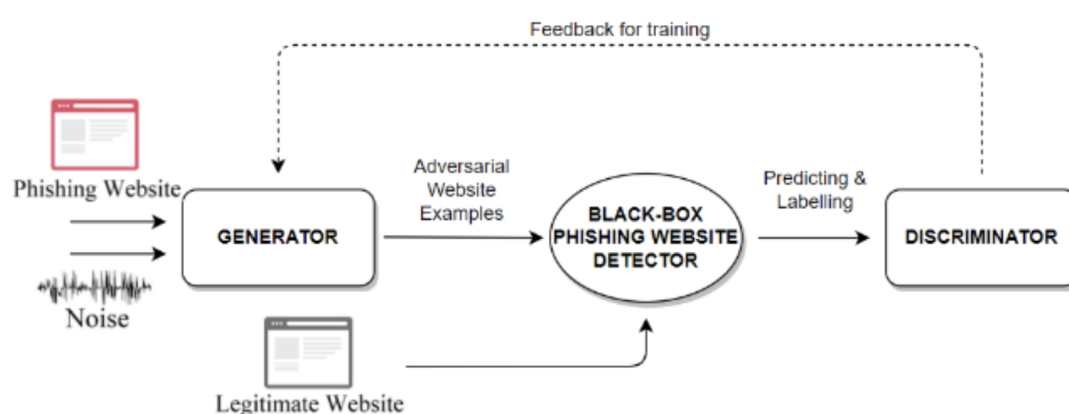 Feedback for training
Phishing Website
Noise
GENERATOR
Adversarial
Website
Examples
Legitimate Website
BLACK-BOX
PHISHING WEBSITE
DETECTOR
Predicting &
Labelling
DISCRIMINATOR